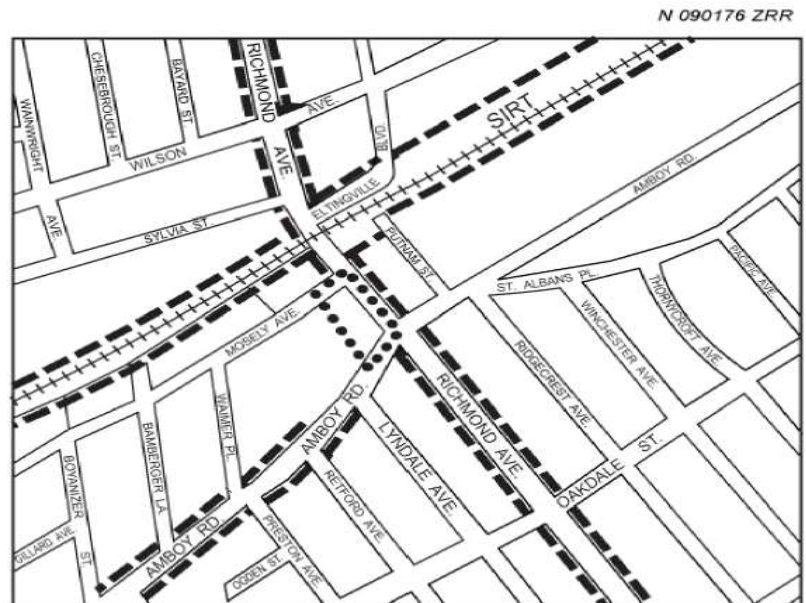 N 090176 ZRR
RICHMOND
AVE.
CHESEBROUGH ST.
BAYARD ST.
WAINWRIGHT
AVE.
WILSON
AVE.
BLVD
ELTINGVILLE
SIRT
AMBOY RD.
SYLVIA ST.
PUTNAM ST
ST. ALBANS PL
PACIFIC AVE.
THORNYCROFT AVE.
WINCHESTER AVE.
RIDGECREST AVE.
MOSELY AVE.
RICHMOND AVE.
AMBOY RD.
LYNDALE AVE.
OAKDALE ST.
WAIMER PL.
BAMBERGER LA.
BOYANIZER
ST.
GILLARD AVE.
RETFORD AVE.
PRESTON AVE.
AMBOY RD
OGDEN ST.